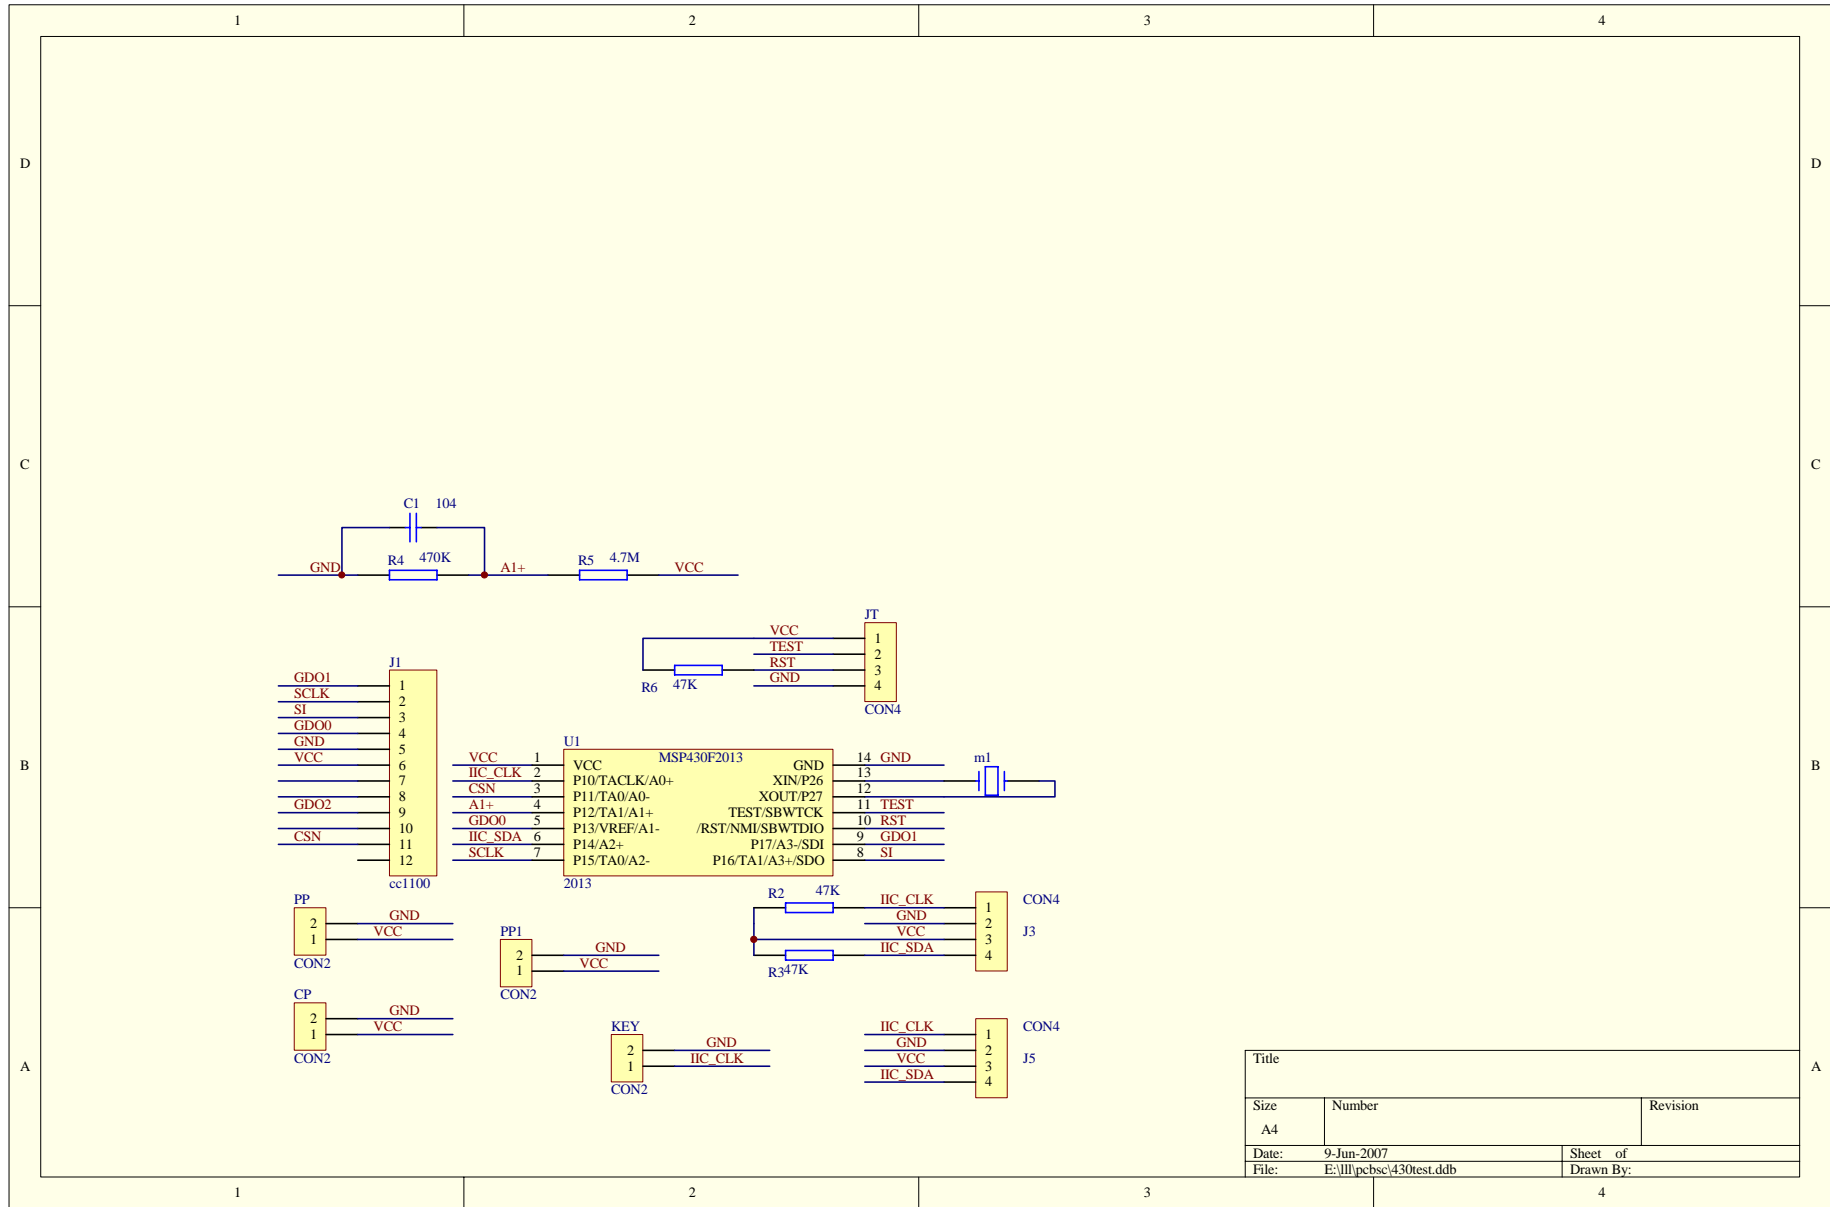 1 2 3 4
D D
C C
B B
A A
C1 104
GND R4 470K A1+ R5 4.7M VCC
JT
VCC 1
TEST 2
RST 3
GND 4
R6 47K
CON4
J1
GDO1 1
SCLK 2
SI 3
GDO0 4
GND 5
VCC 6
7
8
GDO2 9
10
CSN 11
12
cc1100
U1
MSP430F2013
VCC 1 VCC
IIC_CLK 2 P10/TACLK/A0+
CSN 3 P11/TA0/A0-
A1+ 4 P12/TA1/A1+
GDO0 5 P13/VREF/A1-
IIC_SDA 6 P14/A2+
SCLK 7 P15/TA0/A2-
GND 14 GND
XIN/P26 13
XOUT/P27 12
TEST/SBWTCK 11 TEST
/RST/NMI/SBWTDIO 10 RST
P17/A3-/SDI 9 GDO1
P16/TA1/A3+/SDO 8 SI
2013
m1
PP
2 GND
1 VCC
CON2
PP1
2 GND
1 VCC
CON2
R2 47K
R3 47K
IIC_CLK 1
GND 2
VCC 3
IIC_SDA 4
CON4
J3
CP
2 GND
1 VCC
CON2
KEY
2 GND
1 IIC_CLK
CON2
IIC_CLK 1
GND 2
VCC 3
IIC_SDA 4
CON4
J5
Title
Size Number Revision
A4
Date: 9-Jun-2007 Sheet of
File: E:\lll\pcbsc\430test.ddb Drawn By:
1 2 3 4